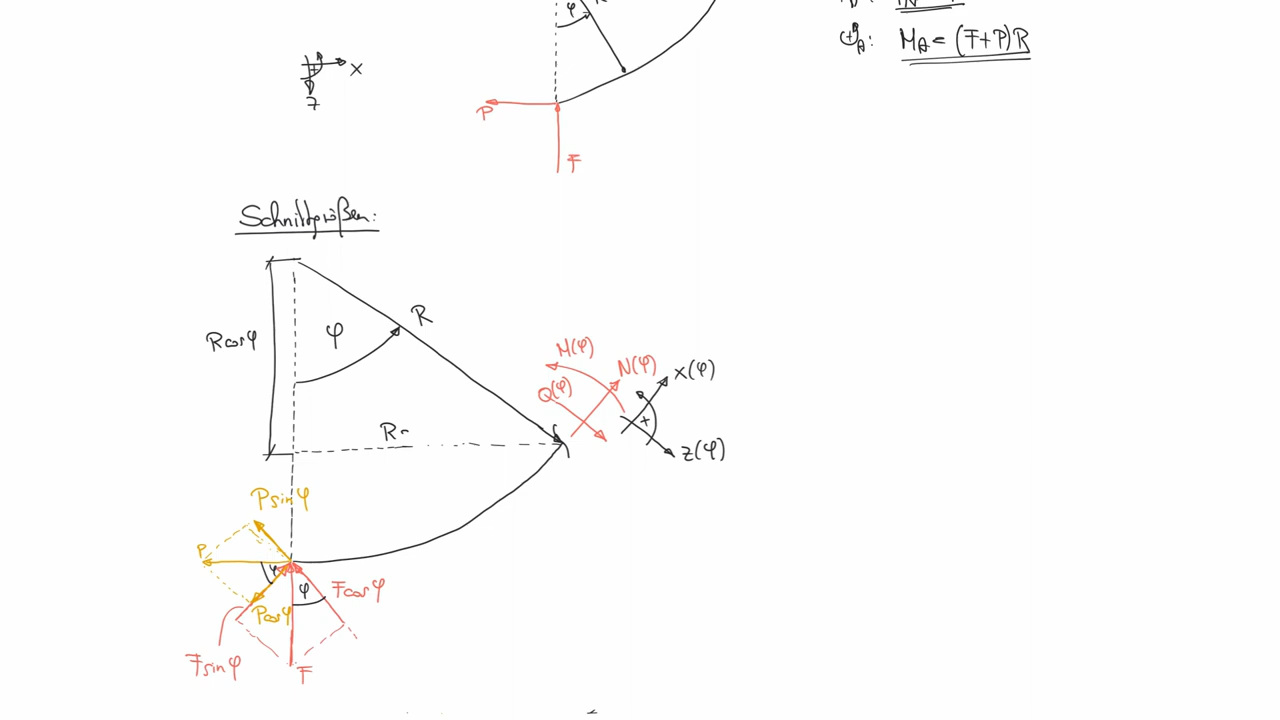 φ
M_A = (F+P)R
x
z
P
F
Schnittgrößen:
R
φ
R cos φ
M(φ)
N(φ)
x(φ)
Q(φ)
+
z(φ)
R
P sin φ
P
φ
φ
F cos φ
P cos φ
F sin φ
F